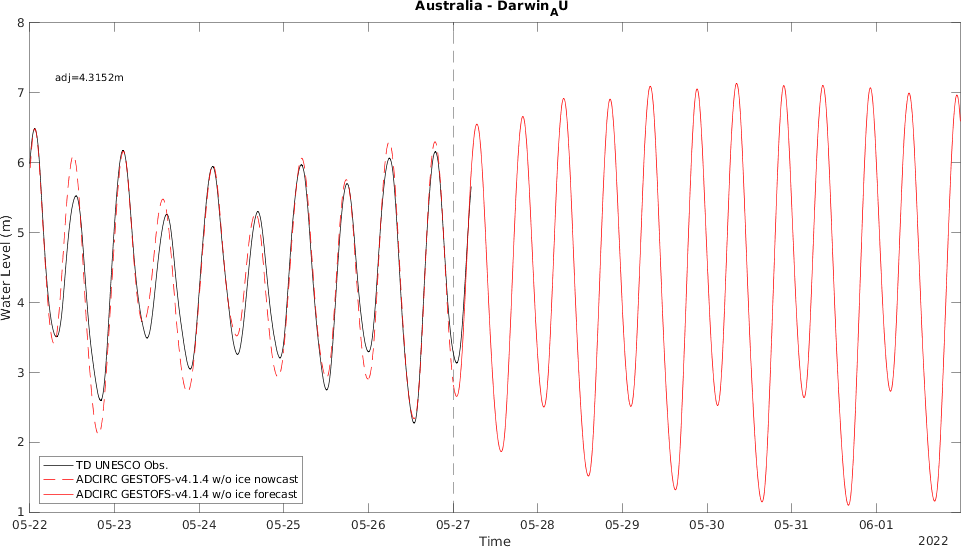 Australia - Darwin_AU
8
adj=4.3152m
7
6
5
Water Level (m)
4
3
2
TD UNESCO Obs.
ADCIRC GESTOFS-v4.1.4 w/o ice nowcast
ADCIRC GESTOFS-v4.1.4 w/o ice forecast
1
05-22 05-23 05-24 05-25 05-26 05-27 05-28 05-29 05-30 05-31 06-01
Time
2022